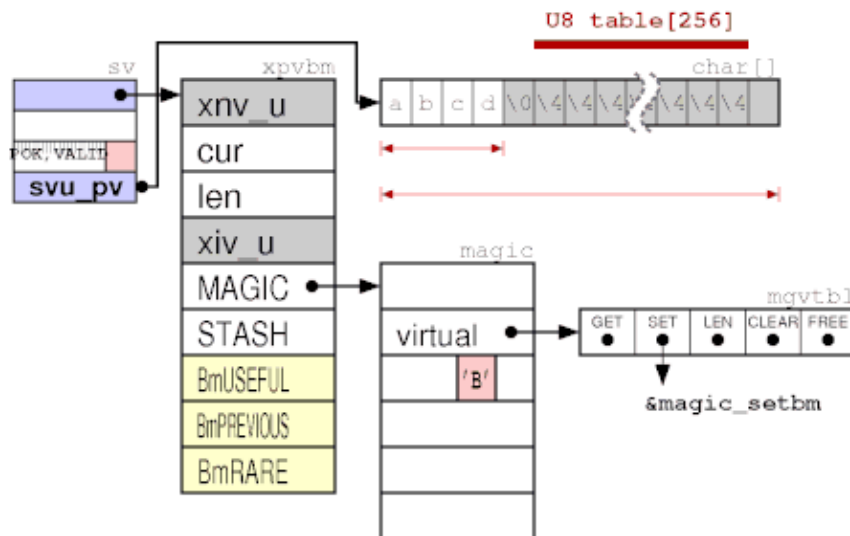 U8 table[256]
sv
xpvbm
char[]
xnv_u
a b c d \0 \4 \4 \4 \4 \4 \4
POK, VALID
cur
svu_pv
len
xiv_u
magic
MAGIC
mgvtbl
GET SET LEN CLEAR FREE
STASH
virtual
BmUSEFUL
'B'
&magic_setbm
BmPREVIOUS
BmRARE